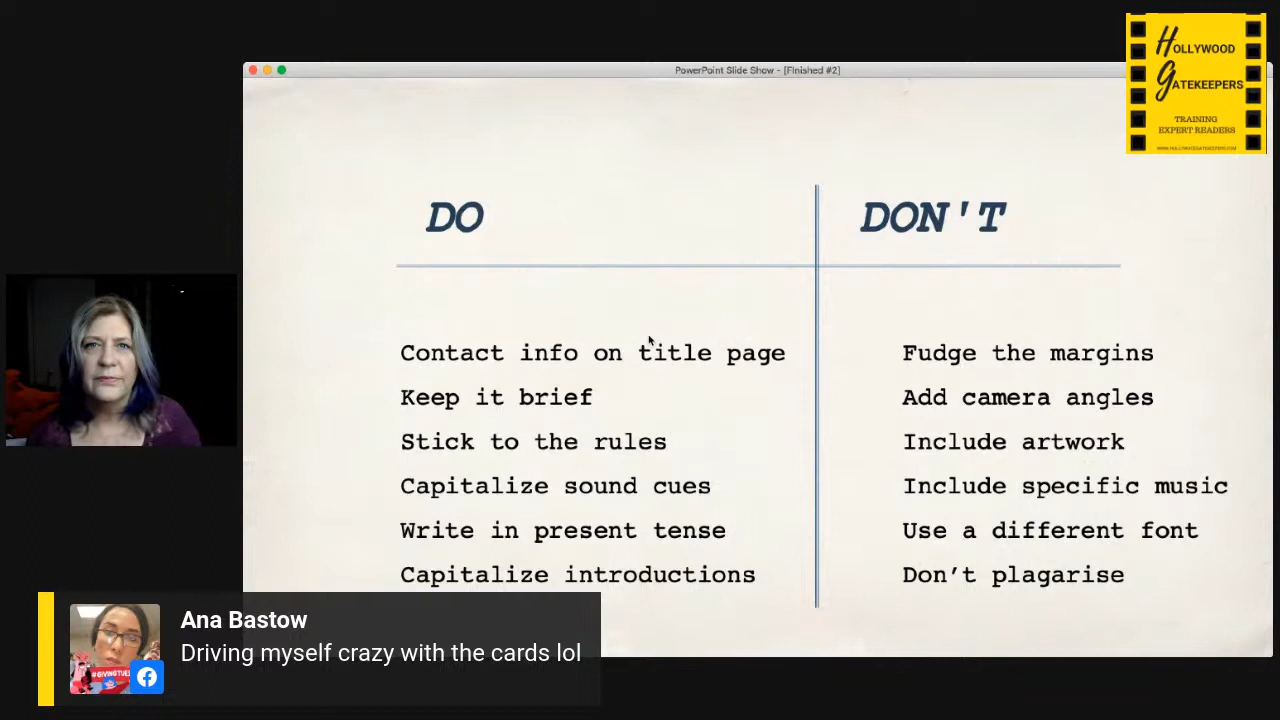 HOLLYWOOD
GATEKEEPERS
TRAINING
EXPERT READERS
WWW.HOLLYWOODGATEKEEPERS.COM
PowerPoint Slide Show - [Finished #2]
DO
DON'T
Contact info on title page
Fudge the margins
Keep it brief
Add camera angles
Stick to the rules
Include artwork
Capitalize sound cues
Include specific music
Write in present tense
Use a different font
Capitalize introductions
Don’t plagarise
Ana Bastow
Driving myself crazy with the cards lol